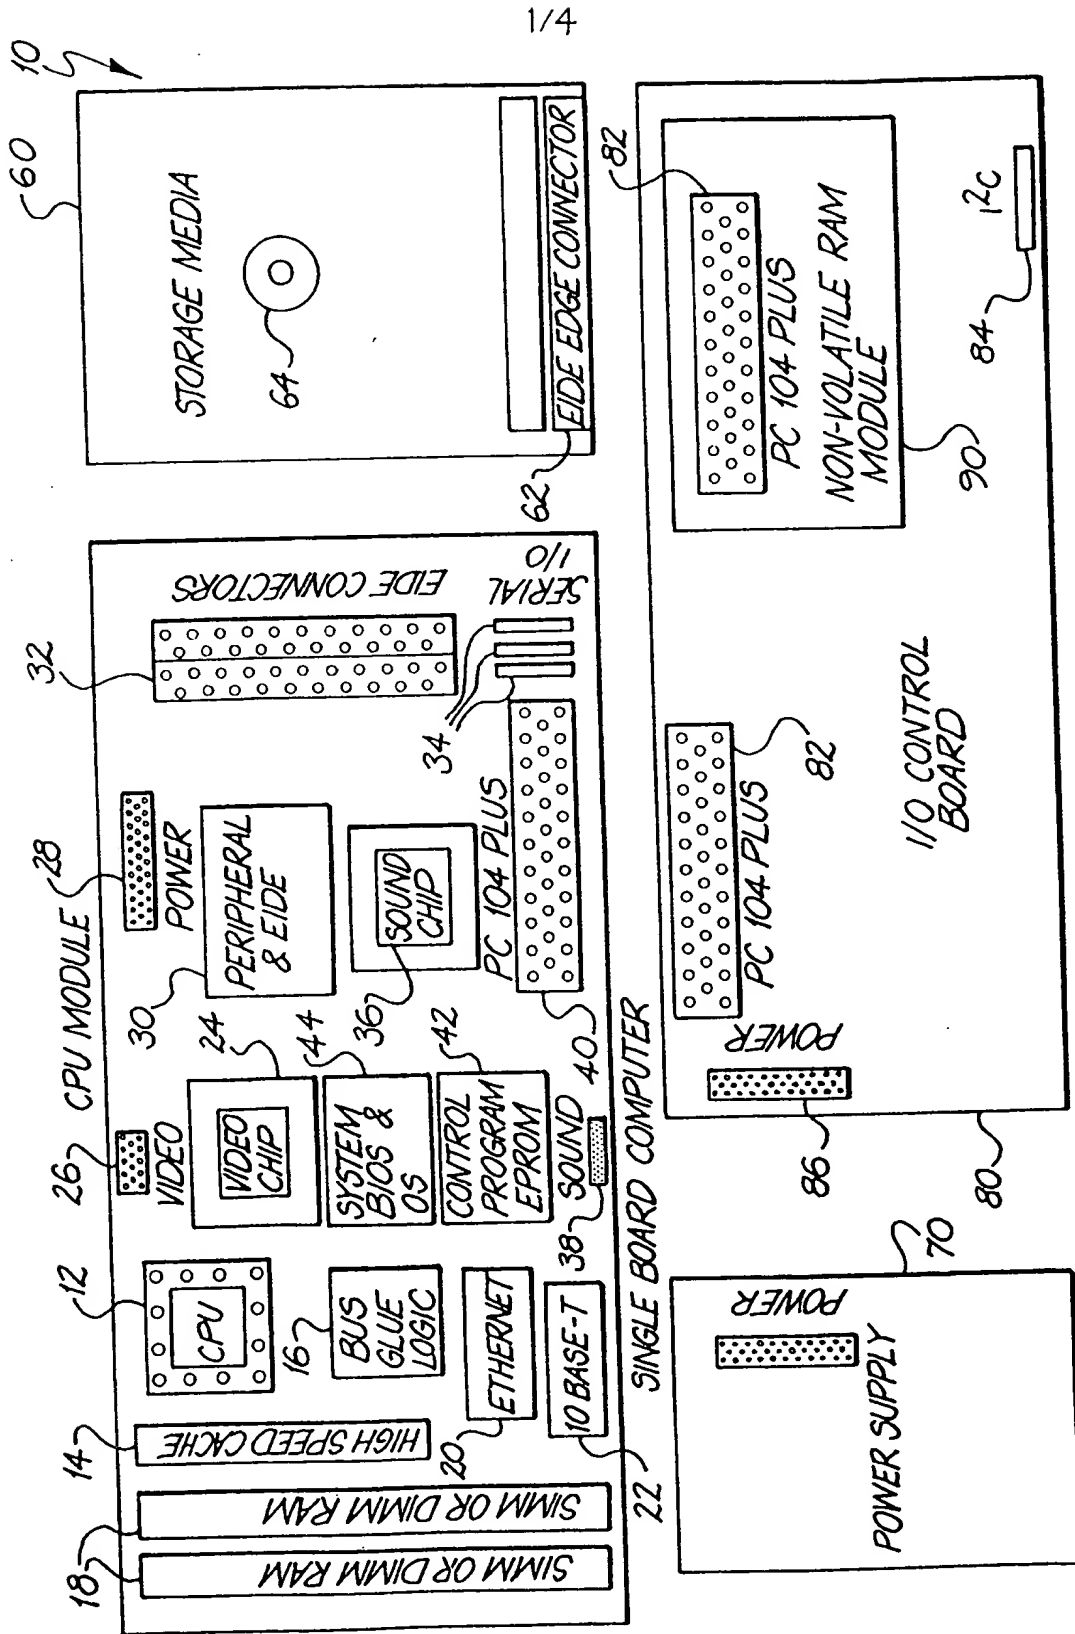 1/4
10
60
STORAGE MEDIA
64
EIDE EDGE CONNECTOR
62
CPU MODULE
18
SIMM OR DIMM RAM
SIMM OR DIMM RAM
14
HIGH SPEED CACHE
12
CPU
16
BUS
GLUE
LOGIC
20
ETHERNET
22
10 BASE-T
26
VIDEO
24
VIDEO
CHIP
44
SYSTEM
BIOS &
OS
42
CONTROL
PROGRAM
EPROM
38
SOUND
28
POWER
30
PERIPHERAL
& EIDE
36
SOUND
CHIP
PC 104 PLUS
40
32
EIDE CONNECTORS
34
SERIAL
I/O
SINGLE BOARD COMPUTER
70
POWER
POWER SUPPLY
80
86
POWER
82
PC 104 PLUS
I/O CONTROL
BOARD
82
PC 104 PLUS
NON-VOLATILE RAM
MODULE
90
84
I2C